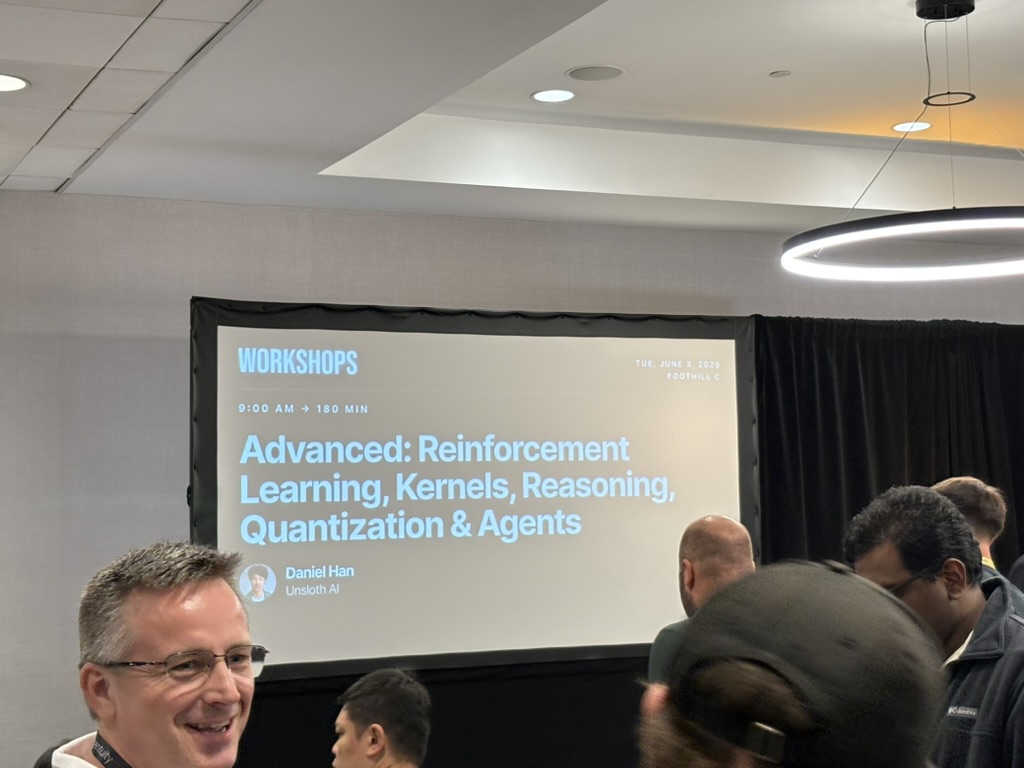 WORKSHOPS
TUE, JUNE 3, 2025
FOOTHILL C
9:00 AM → 180 MIN
Advanced: Reinforcement
Learning, Kernels, Reasoning,
Quantization & Agents
Daniel Han
Unsloth AI
Columbia